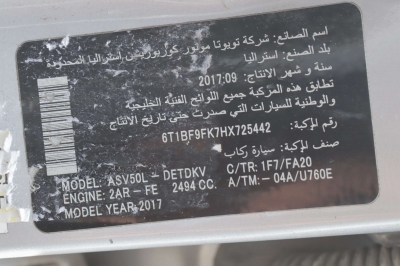 اسم الصانع: شركة تويوتا موتور كوربوريشن استراليا المحدودة
بلد الصنع: استراليا
سنة و شهر الانتاج: 2017:09
تطابق هذه المركبة جميع اللوائح الفنية الخليجية
والوطنية للسيارات التي صدرت حتى تاريخ الانتاج
رقم المركبة: 6T1BF9FK7HX725442
نوع المركبة: سيارة ركاب
MODEL: ASV50L - DETDKV C/TR: 1F7/FA20
ENGINE: 2AR - FE 2494 CC. A/TM: -04A/U760E
MODEL YEAR 2017